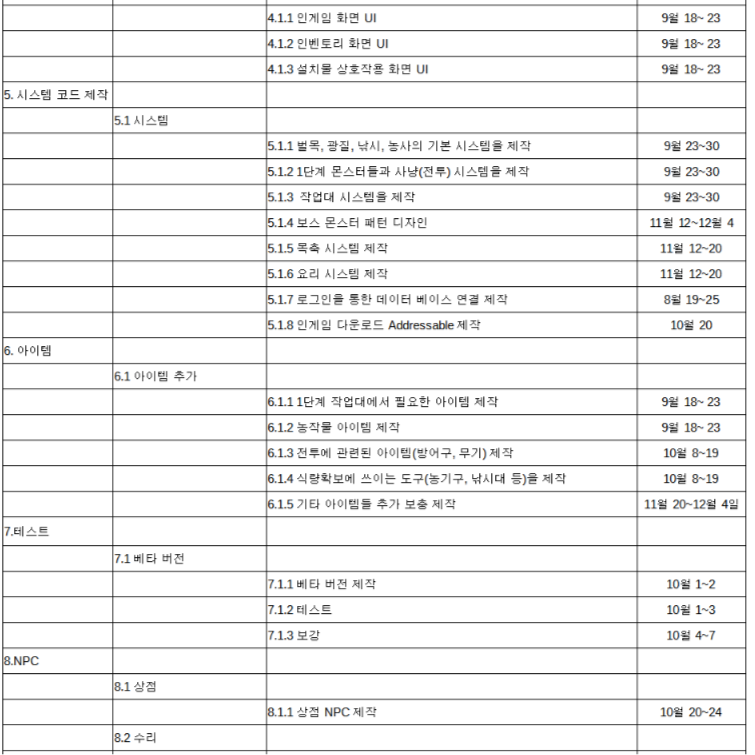 4.1.1 인게임 화면 UI 9월 18~ 23
4.1.2 인벤토리 화면 UI 9월 18~ 23
4.1.3 설치물 상호작용 화면 UI 9월 18~ 23
5. 시스템 코드 제작
5.1 시스템
5.1.1 벌목, 광질, 낚시, 농사의 기본 시스템을 제작 9월 23~30
5.1.2 1단계 몬스터들과 사냥(전투) 시스템을 제작 9월 23~30
5.1.3 작업대 시스템을 제작 9월 23~30
5.1.4 보스 몬스터 패턴 디자인 11월 12~12월 4
5.1.5 목축 시스템 제작 11월 12~20
5.1.6 요리 시스템 제작 11월 12~20
5.1.7 로그인을 통한 데이터 베이스 연결 제작 8월 19~25
5.1.8 인게임 다운로드 Addressable 제작 10월 20
6. 아이템
6.1 아이템 추가
6.1.1 1단계 작업대에서 필요한 아이템 제작 9월 18~ 23
6.1.2 농작물 아이템 제작 9월 18~ 23
6.1.3 전투에 관련된 아이템(방어구, 무기) 제작 10월 8~19
6.1.4 식량확보에 쓰이는 도구(농기구, 낚시대 등)을 제작 10월 8~19
6.1.5 기타 아이템들 추가 보충 제작 11월 20~12월 4일
7.테스트
7.1 베타 버전
7.1.1 베타 버전 제작 10월 1~2
7.1.2 테스트 10월 1~3
7.1.3 보강 10월 4~7
8.NPC
8.1 상점
8.1.1 상점 NPC 제작 10월 20~24
8.2 수리